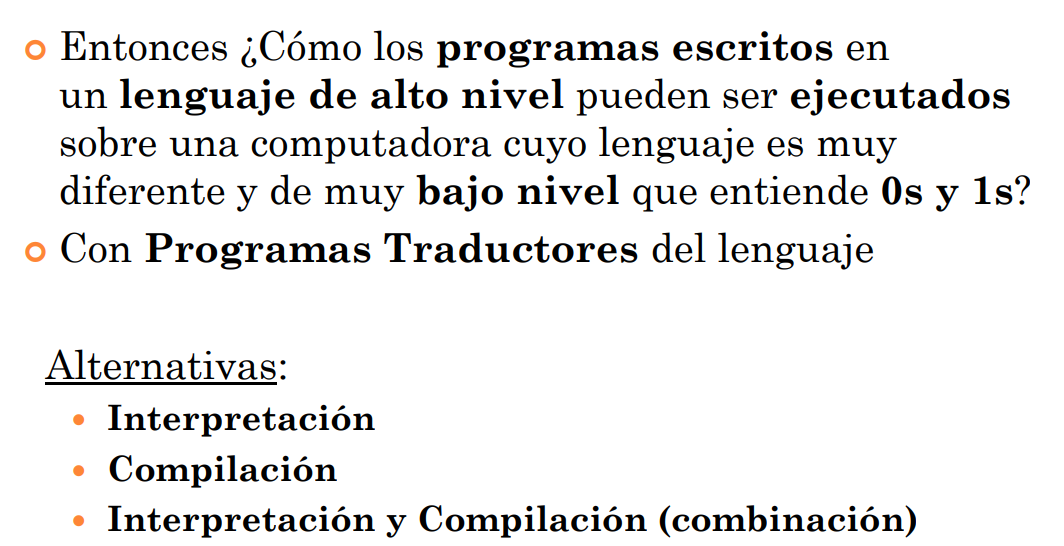 Entonces ¿Cómo los programas escritos en
un lenguaje de alto nivel pueden ser ejecutados
sobre una computadora cuyo lenguaje es muy
diferente y de muy bajo nivel que entiende 0s y 1s?
Con Programas Traductores del lenguaje
Alternativas:
• Interpretación
• Compilación
• Interpretación y Compilación (combinación)